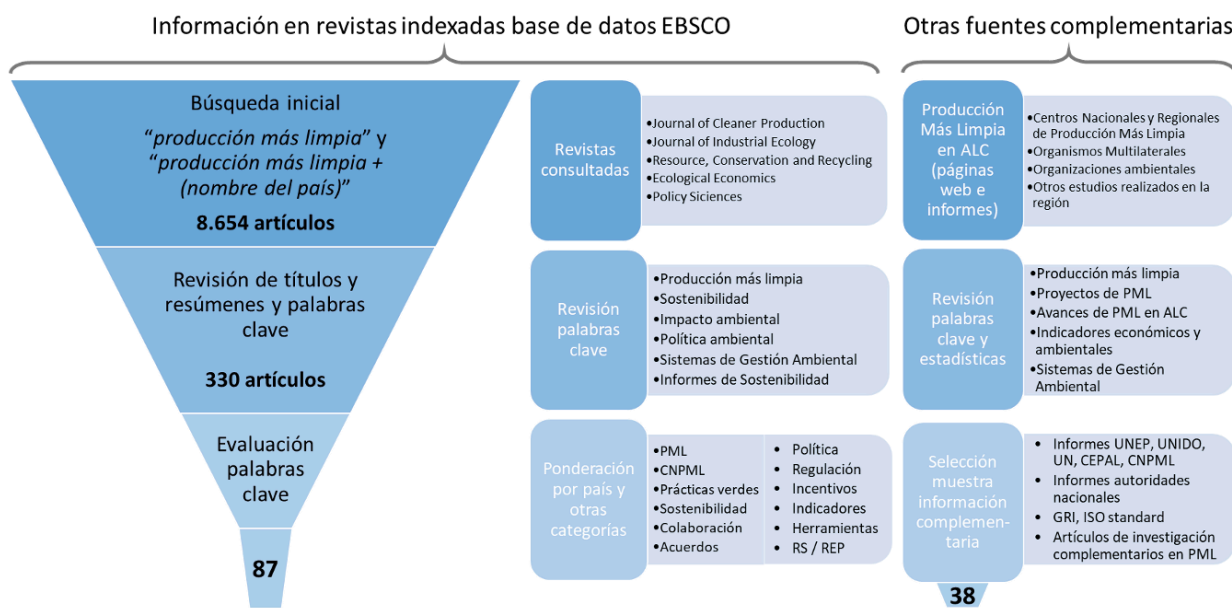 Información en revistas indexadas base de datos EBSCO
Búsqueda inicial
“producción más limpia” y
“producción más limpia +
(nombre del país)”
8.654 artículos
Revisión de títulos y
resúmenes y palabras
clave
330 artículos
Evaluación
palabras
clave
87
Revistas
consultadas
•Journal of Cleaner Production
•Journal of Industrial Ecology
•Resource, Conservation and Recycling
•Ecological Economics
•Policy Siciences
Revisión
palabras
clave
•Producción más limpia
•Sostenibilidad
•Impacto ambiental
•Política ambiental
•Sistemas de Gestión Ambiental
•Informes de Sostenibilidad
Ponderación
por país y
otras
categorías
•PML
•CNPML
•Prácticas verdes
•Sostenibilidad
•Colaboración
•Acuerdos
• Política
• Regulación
• Incentivos
• Indicadores
• Herramientas
• RS / REP
Otras fuentes complementarias
Producción
Más Limpia
en ALC
(páginas
web e
informes)
•Centros Nacionales y Regionales
de Producción Más Limpia
•Organismos Multilaterales
•Organizaciones ambientales
•Otros estudios realizados en la
región
Revisión
palabras
clave y
estadísticas
•Producción más limpia
•Proyectos de PML
•Avances de PML en ALC
•Indicadores económicos y
ambientales
•Sistemas de Gestión
Ambiental
Selección
muestra
información
complemen-
taria
• Informes UNEP, UNIDO,
UN, CEPAL, CNPML
• Informes autoridades
nacionales
• GRI, ISO standard
• Artículos de investigación
complementarios en PML
38